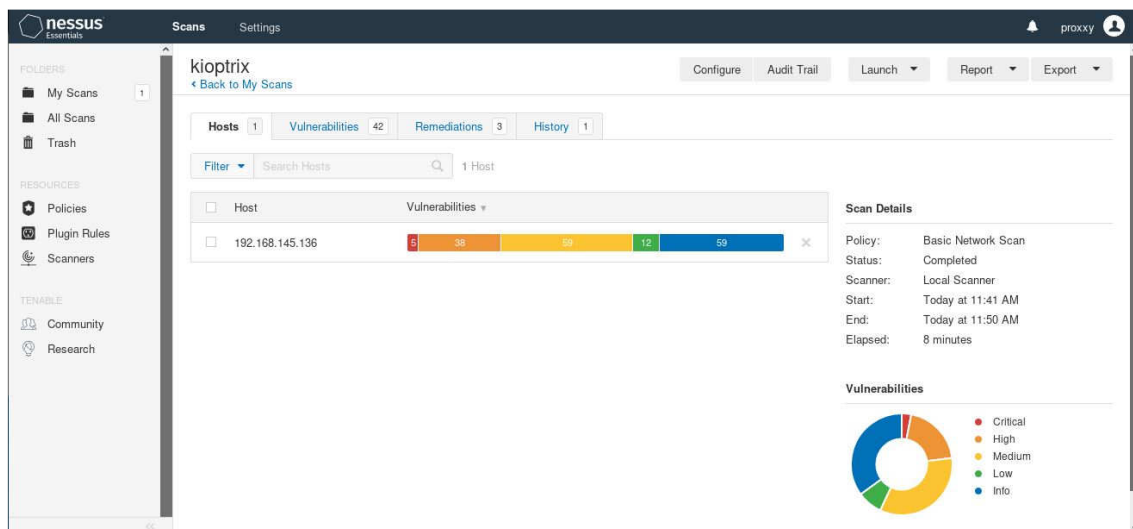 nessus
Essentials
Scans
Settings
proxxy
FOLDERS
My Scans 1
All Scans
Trash
RESOURCES
Policies
Plugin Rules
Scanners
TENABLE
Community
Research
kioptrix
Back to My Scans
Configure
Audit Trail
Launch
Report
Export
Hosts 1
Vulnerabilities 42
Remediations 3
History 1
Filter
Search Hosts
1 Host
Host
Vulnerabilities
192.168.145.136
5 38 59 12 59
Scan Details
Policy: Basic Network Scan
Status: Completed
Scanner: Local Scanner
Start: Today at 11:41 AM
End: Today at 11:50 AM
Elapsed: 8 minutes
Vulnerabilities
Critical
High
Medium
Low
Info